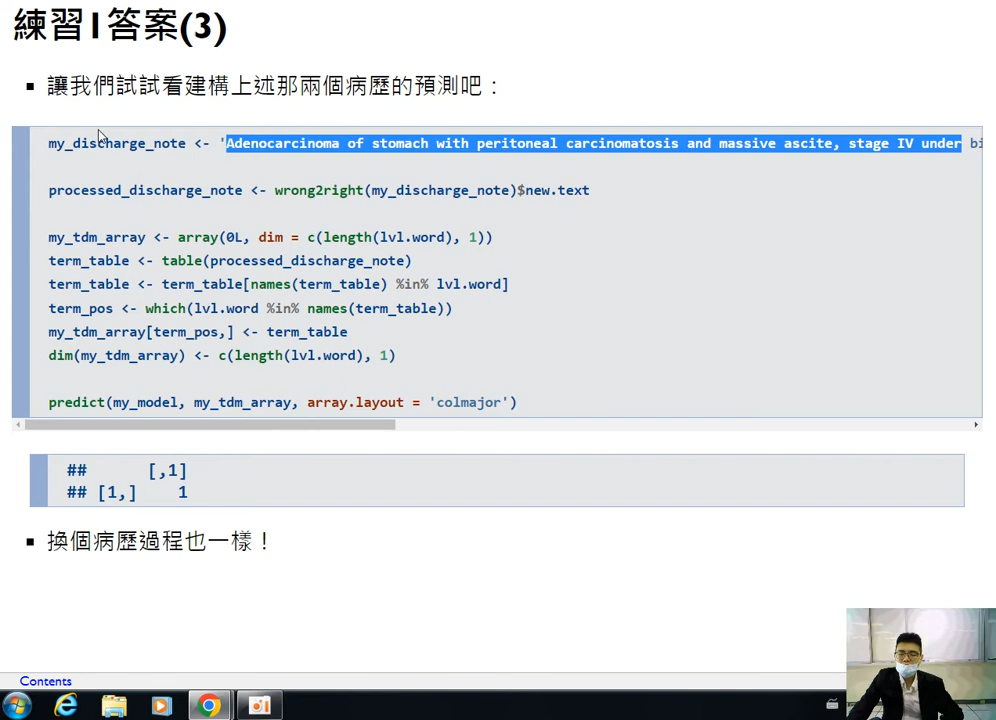 練習1答案(3)
▪ 讓我們試試看建構上述那兩個病歷的預測吧：
my_discharge_note <- 'Adenocarcinoma of stomach with peritoneal carcinomatosis and massive ascite, stage IV under bi
processed_discharge_note <- wrong2right(my_discharge_note)$new.text
my_tdm_array <- array(0L, dim = c(length(lvl.word), 1))
term_table <- table(processed_discharge_note)
term_table <- term_table[names(term_table) %in% lvl.word]
term_pos <- which(lvl.word %in% names(term_table))
my_tdm_array[term_pos,] <- term_table
dim(my_tdm_array) <- c(length(lvl.word), 1)
predict(my_model, my_tdm_array, array.layout = 'colmajor')
##      [,1]
## [1,]    1
▪ 換個病歷過程也一樣！
Contents